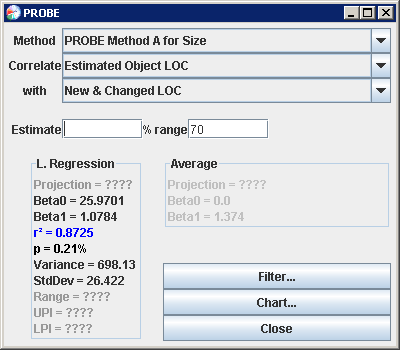 PROBE
Method PROBE Method A for Size
Correlate Estimated Object LOC
with New & Changed LOC
Estimate % range 70
L. Regression
Projection = ????
Beta0 = 25.9701
Beta1 = 1.0784
r² = 0.8725
p = 0.21%
Variance = 698.13
StdDev = 26.422
Range = ????
UPI = ????
LPI = ????
Average
Projection = ????
Beta0 = 0.0
Beta1 = 1.374
Filter...
Chart...
Close